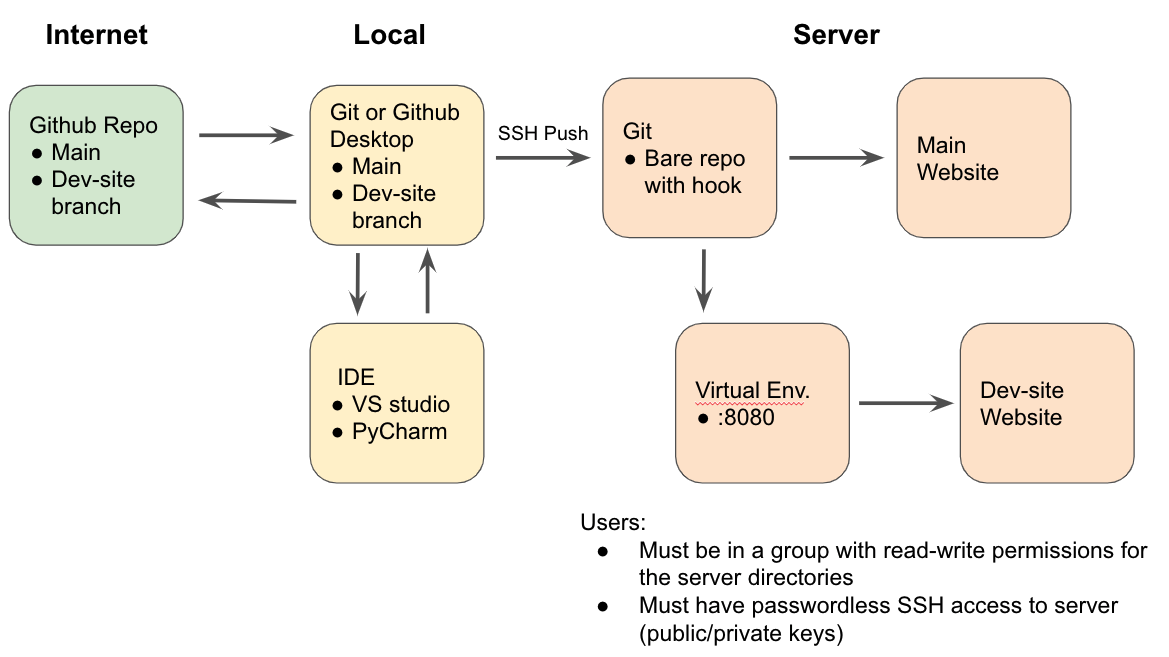 Internet
Local
Server
Github Repo
● Main
● Dev-site
branch
Git or Github
Desktop
● Main
● Dev-site
branch
SSH Push
Git
● Bare repo
with hook
Main
Website
IDE
● VS studio
● PyCharm
Virtual Env.
● :8080
Dev-site
Website
Users:
● Must be in a group with read-write permissions for
the server directories
● Must have passwordless SSH access to server
(public/private keys)